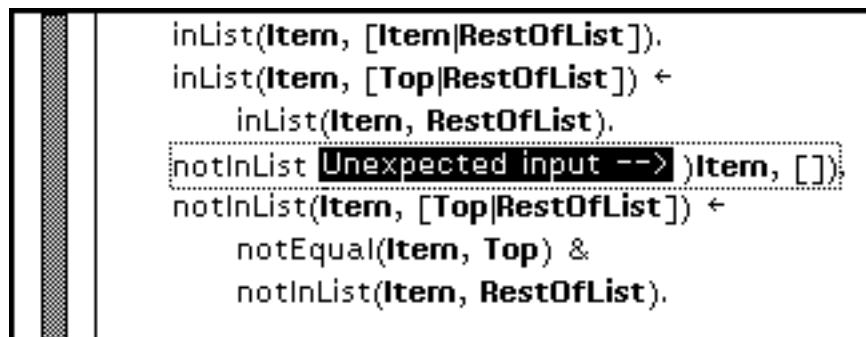 inList(Item, [Item|RestOfList]).
inList(Item, [Top|RestOfList]) ←
inList(Item, RestOfList).
notInList Unexpected input --> )Item, []).
notInList(Item, [Top|RestOfList]) ←
notEqual(Item, Top) &
notInList(Item, RestOfList).